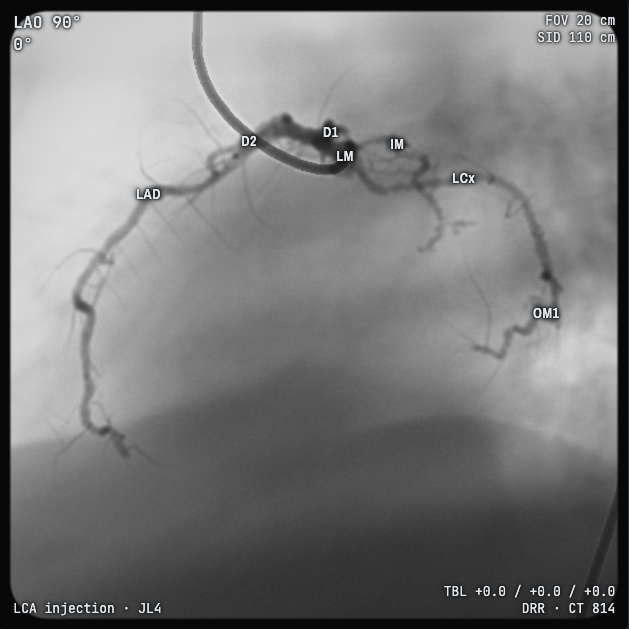 LAO 90°
0°
FOV 20 cm
SID 110 cm
D1
D2
IM
LM
LCx
LAD
OM1
LCA injection · JL4
TBL +0.0 / +0.0 / +0.0
DRR · CT 814